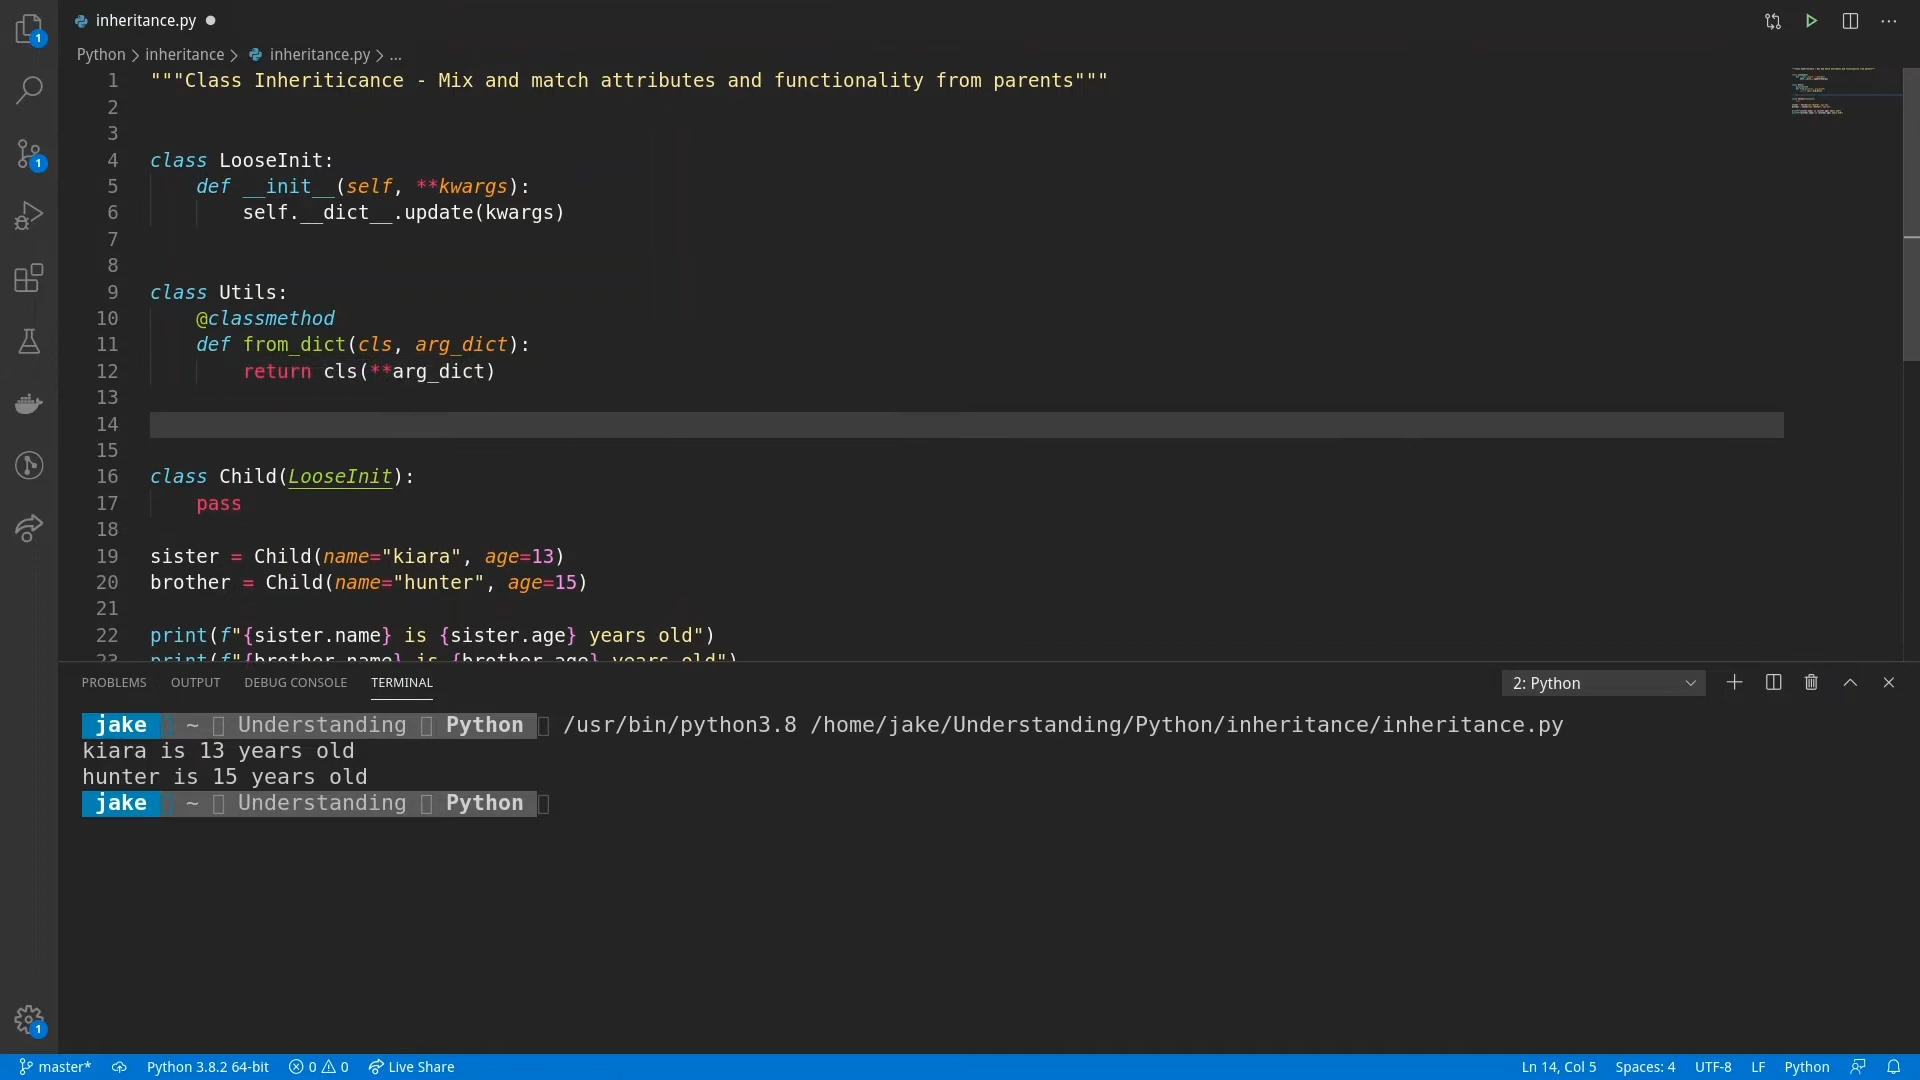 inheritance.py
Python > inheritance > inheritance.py > ...
1 """Class Inheriticance - Mix and match attributes and functionality from parents"""
2
3
4 class LooseInit:
5 def __init__(self, **kwargs):
6 self.__dict__.update(kwargs)
7
8
9 class Utils:
10 @classmethod
11 def from_dict(cls, arg_dict):
12 return cls(**arg_dict)
13
14
15
16 class Child(LooseInit):
17 pass
18
19 sister = Child(name="kiara", age=13)
20 brother = Child(name="hunter", age=15)
21
22 print(f"{sister.name} is {sister.age} years old")
23 print(f"{brother.name} is {brother.age} years old")
PROBLEMS OUTPUT DEBUG CONSOLE TERMINAL 2: Python
jake ~ Understanding Python /usr/bin/python3.8 /home/jake/Understanding/Python/inheritance/inheritance.py
kiara is 13 years old
hunter is 15 years old
jake ~ Understanding Python
1
1
1
master* Python 3.8.2 64-bit 0 0 Live Share Ln 14, Col 5 Spaces: 4 UTF-8 LF Python